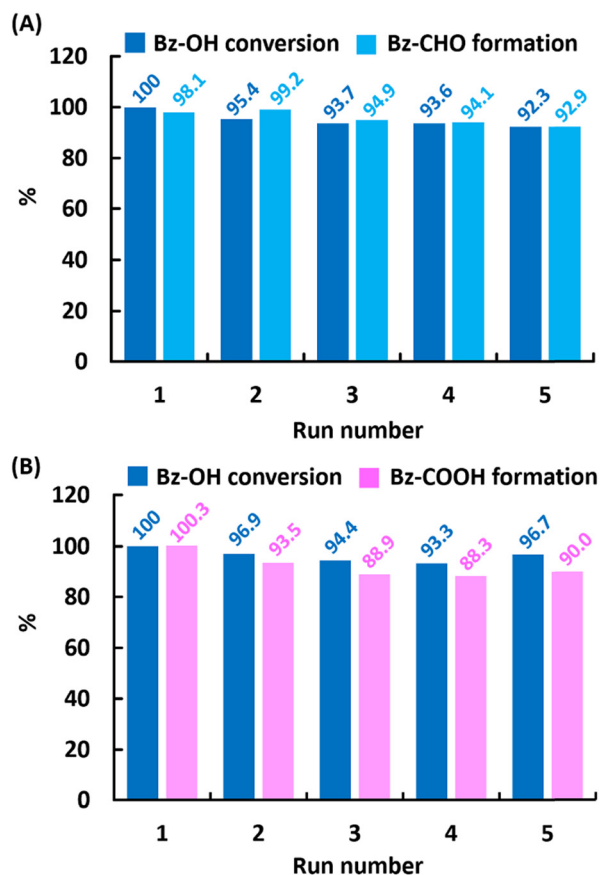 (A)
Bz-OH conversion Bz-CHO formation
120
100
80
60
40
20
0
%
100 98.1 95.4 99.2 93.7 94.9 93.6 94.1 92.3 92.9
1 2 3 4 5
Run number
(B)
Bz-OH conversion Bz-COOH formation
120
100
80
60
40
20
0
%
100 100.3 96.9 93.5 94.4 88.9 93.3 88.3 96.7 90.0
1 2 3 4 5
Run number